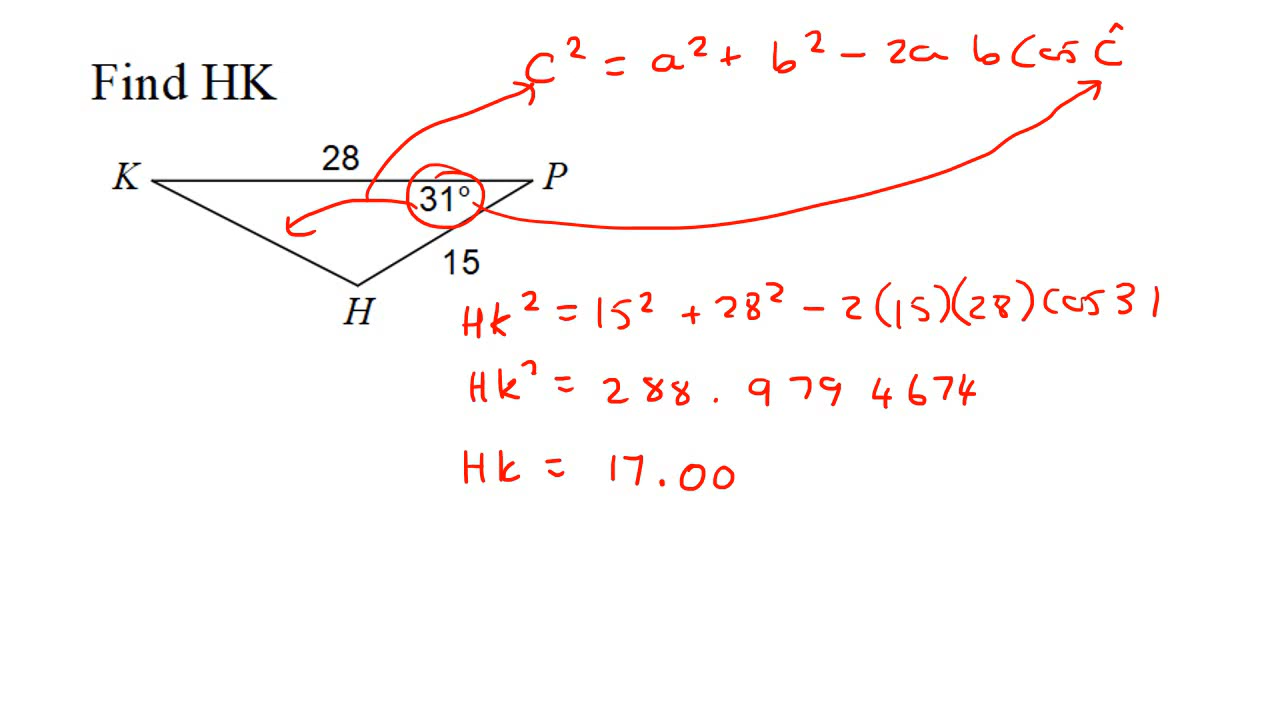 C² = a² + b² − 2a b Cos Ĉ
Find HK
28
K
31°
P
15
H
Hk² = 15² + 28² − 2(15)(28) cos 31
Hk² = 288.9794674
Hk = 17.00